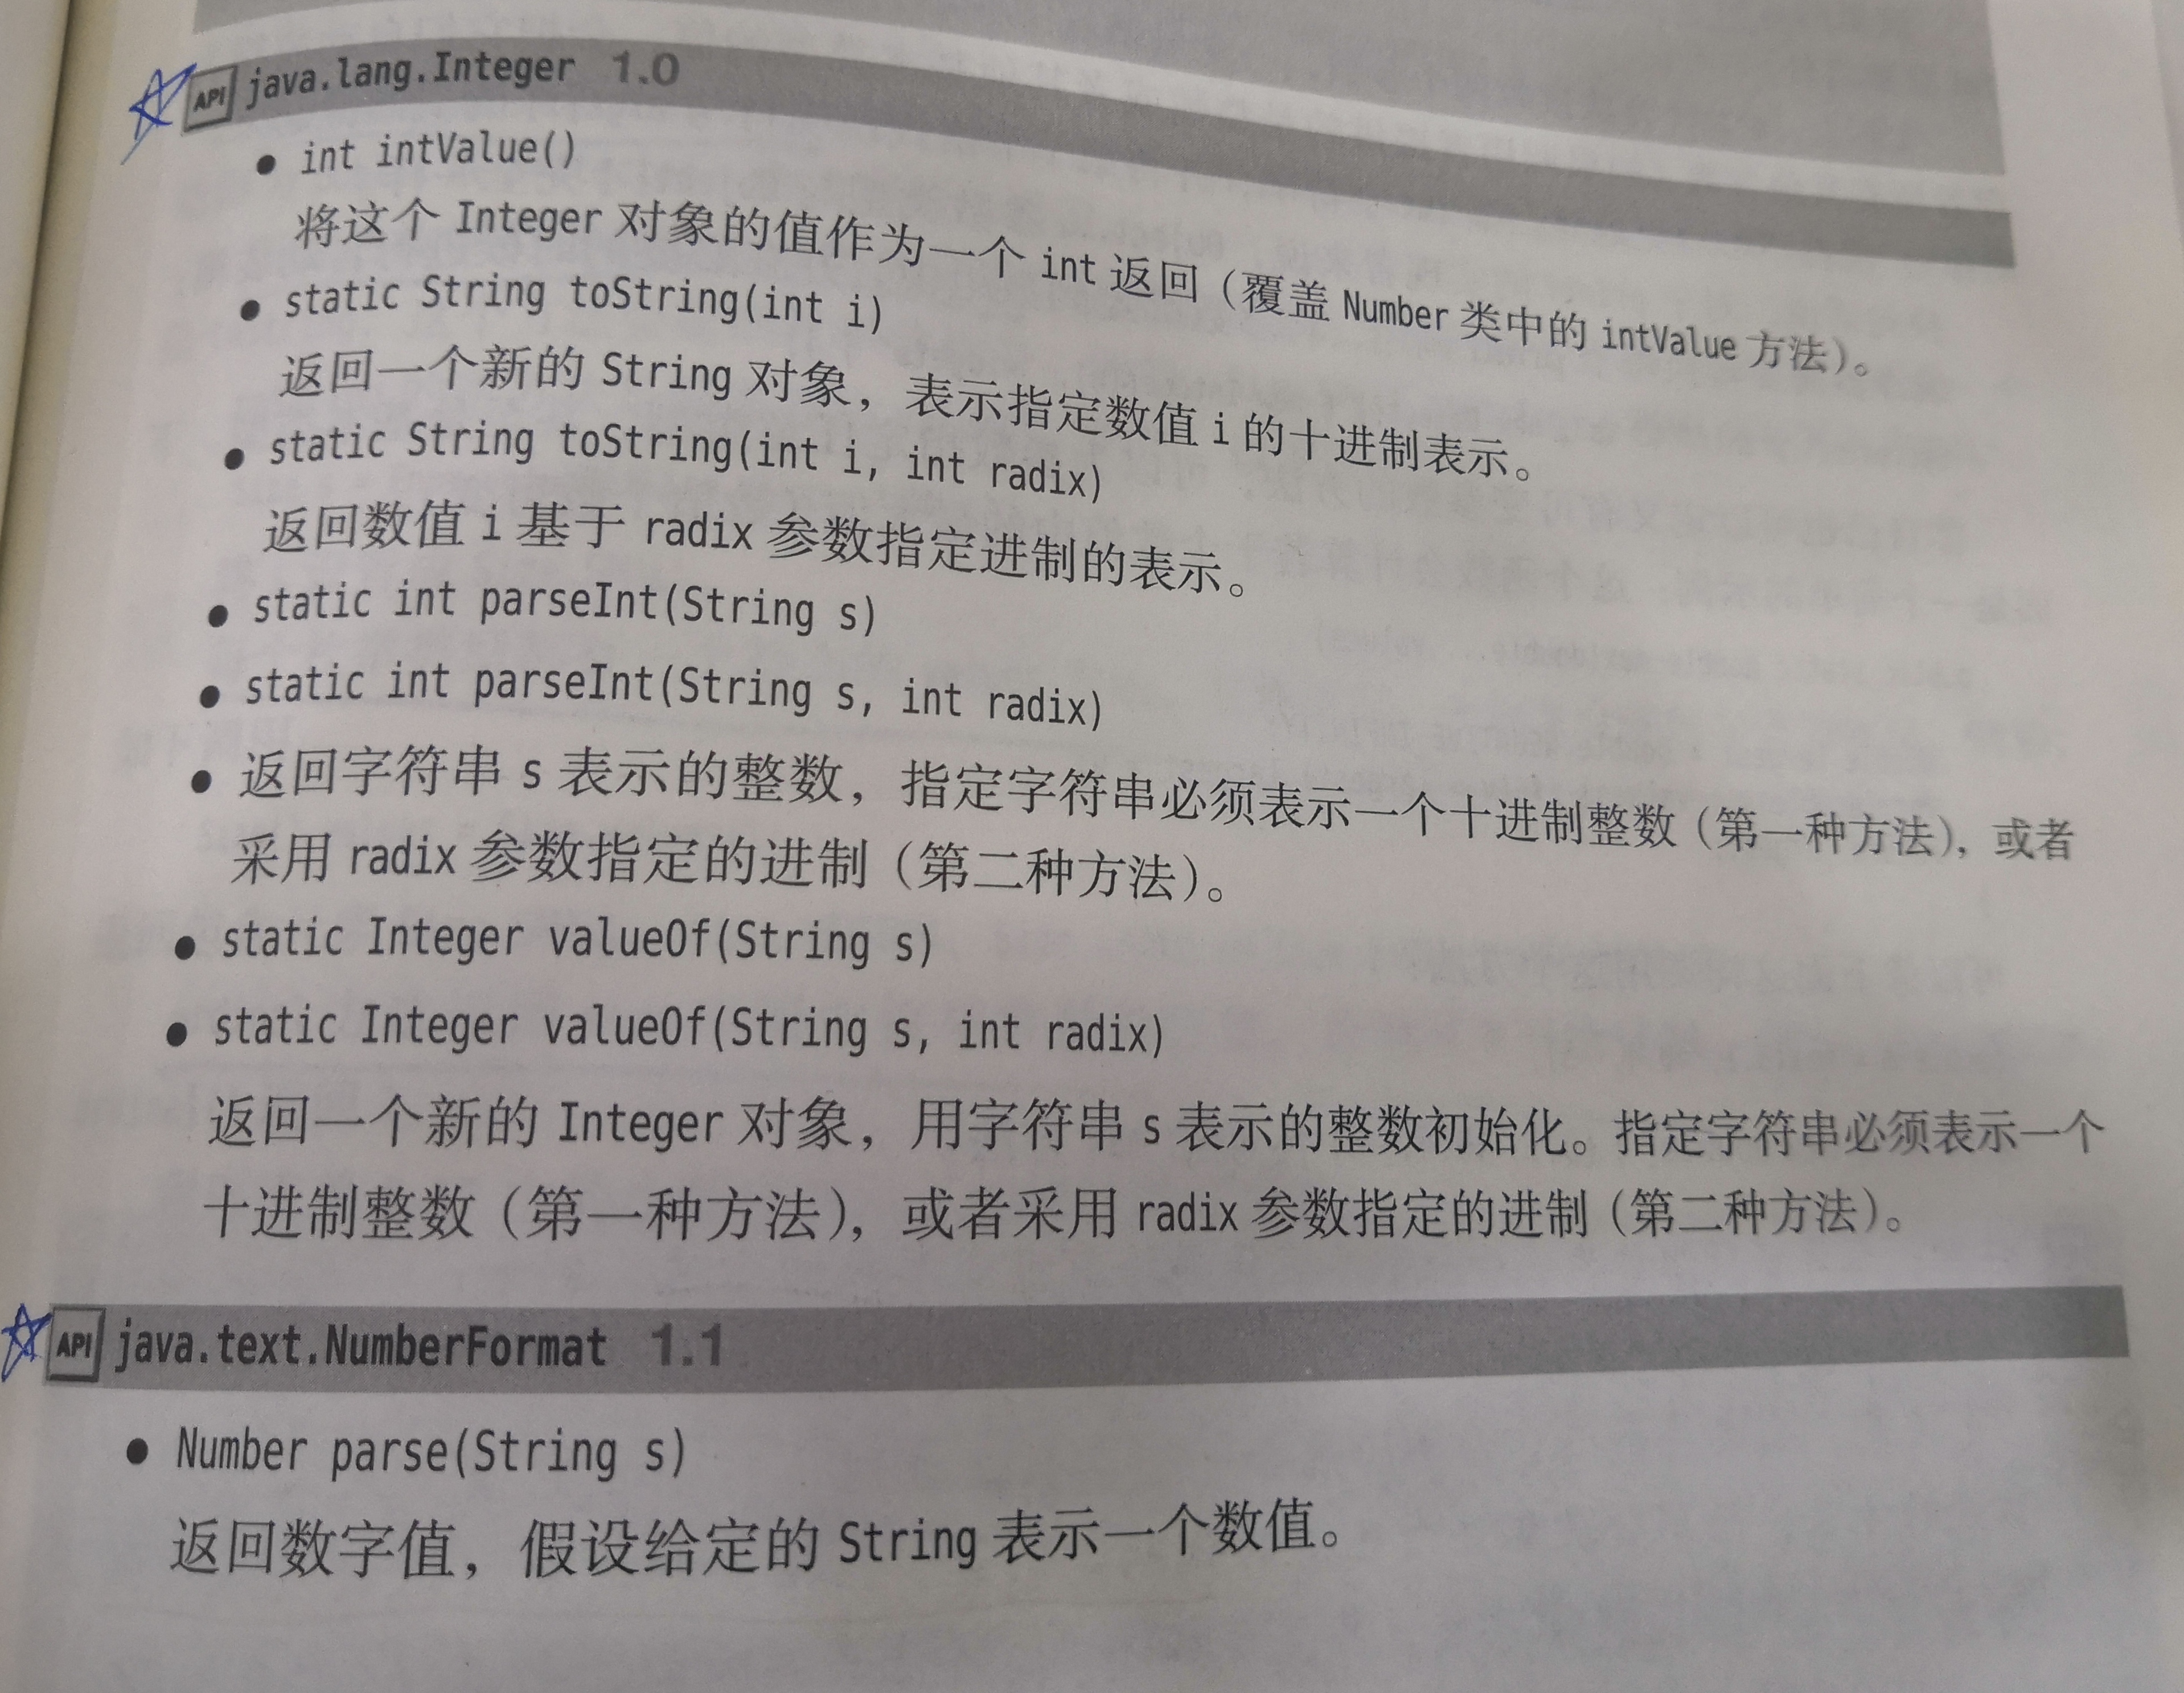 API java.lang.Integer 1.0
• int intValue()
将这个 Integer 对象的值作为一个 int 返回（覆盖 Number 类中的 intValue 方法）。
• static String toString(int i)
返回一个新的 String 对象，表示指定数值 i 的十进制表示。
• static String toString(int i, int radix)
返回数值 i 基于 radix 参数指定进制的表示。
• static int parseInt(String s)
• static int parseInt(String s, int radix)
• 返回字符串 s 表示的整数，指定字符串必须表示一个十进制整数（第一种方法），或者
采用 radix 参数指定的进制（第二种方法）。
• static Integer valueOf(String s)
• static Integer valueOf(String s, int radix)
返回一个新的 Integer 对象，用字符串 s 表示的整数初始化。指定字符串必须表示一个
十进制整数（第一种方法），或者采用 radix 参数指定的进制（第二种方法）。
API java.text.NumberFormat 1.1
• Number parse(String s)
返回数字值，假设给定的 String 表示一个数值。